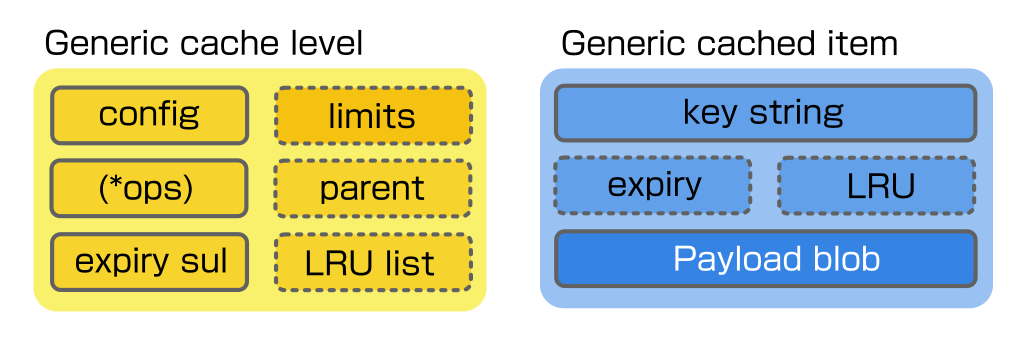 Generic cache level
config
limits
(*ops)
parent
expiry sul
LRU list
Generic cached item
key string
expiry
LRU
Payload blob